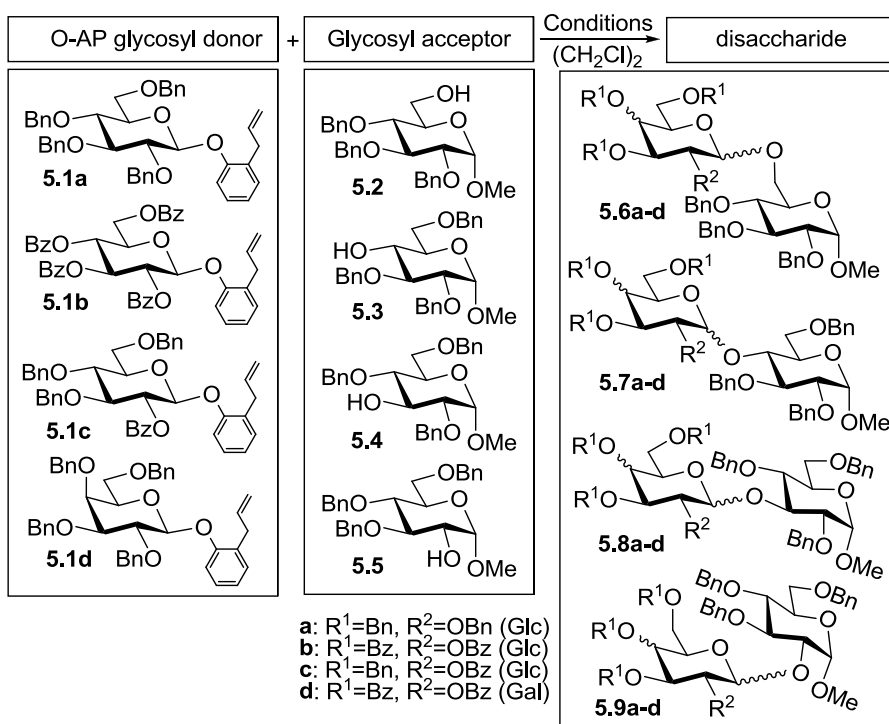 O-AP glycosyl donor + Glycosyl acceptor Conditions disaccharide
(CH₂Cl)₂
OBn
BnO O
BnO O
BnO
5.1a
OBz
BzO O
BzO O
BzO
5.1b
OBn
BnO O
BnO O
BzO
5.1c
BnO OBn
O
BnO O
BnO
5.1d
OH
BnO O
BnO
BnO
OMe
5.2
OBn
HO O
BnO
BnO
OMe
5.3
OBn
BnO O
HO
BnO
OMe
5.4
OBn
BnO O
BnO
HO
OMe
5.5
a: R¹=Bn, R²=OBn (Glc)
b: R¹=Bz, R²=OBz (Glc)
c: R¹=Bn, R²=OBz (Glc)
d: R¹=Bz, R²=OBz (Gal)
R¹O OR¹
O
R¹O O
R²
5.6a-d
BnO O
BnO
BnO
OMe
R¹O OR¹
O
R¹O OBn
R² O O
5.7a-d
BnO
BnO
OMe
R¹O OR¹ BnO OBn
O O
R¹O O
R² BnO
5.8a-d
OMe
BnO OBn
R¹O BnO O
R¹O O
R¹O O
R² OMe
5.9a-d